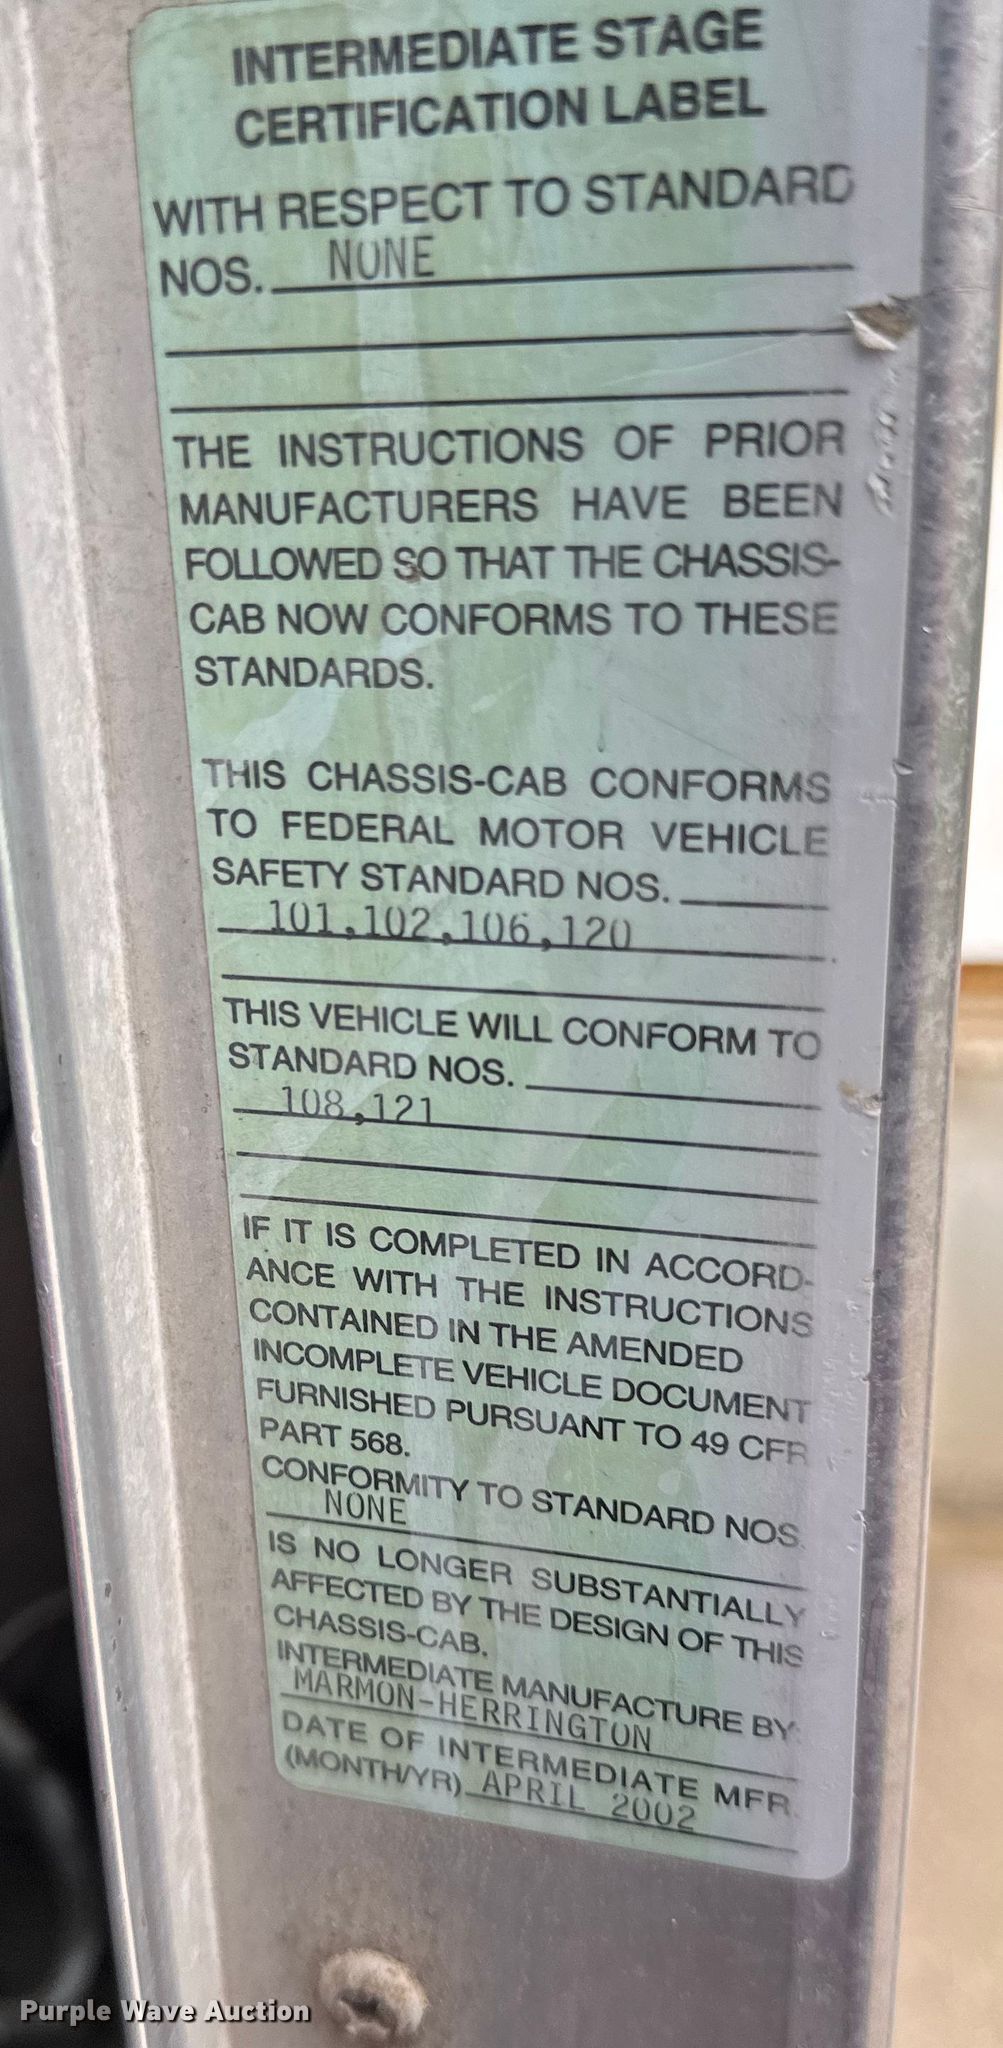 INTERMEDIATE STAGE
CERTIFICATION LABEL
WITH RESPECT TO STANDARD
NOS. NONE
THE INSTRUCTIONS OF PRIOR
MANUFACTURERS HAVE BEEN
FOLLOWED SO THAT THE CHASSIS-
CAB NOW CONFORMS TO THESE
STANDARDS.
THIS CHASSIS-CAB CONFORMS
TO FEDERAL MOTOR VEHICLE
SAFETY STANDARD NOS.
101,102,106,120
THIS VEHICLE WILL CONFORM TO
STANDARD NOS.
108,121
IF IT IS COMPLETED IN ACCORD-
ANCE WITH THE INSTRUCTIONS
CONTAINED IN THE AMENDED
INCOMPLETE VEHICLE DOCUMENT
FURNISHED PURSUANT TO 49 CFR
PART 568.
CONFORMITY TO STANDARD NOS.
NONE
IS NO LONGER SUBSTANTIALLY
AFFECTED BY THE DESIGN OF THIS
CHASSIS-CAB.
INTERMEDIATE MANUFACTURE BY:
MARMON-HERRINGTON
DATE OF INTERMEDIATE MFR.
(MONTH/YR) APRIL 2002
Purple Wave Auction